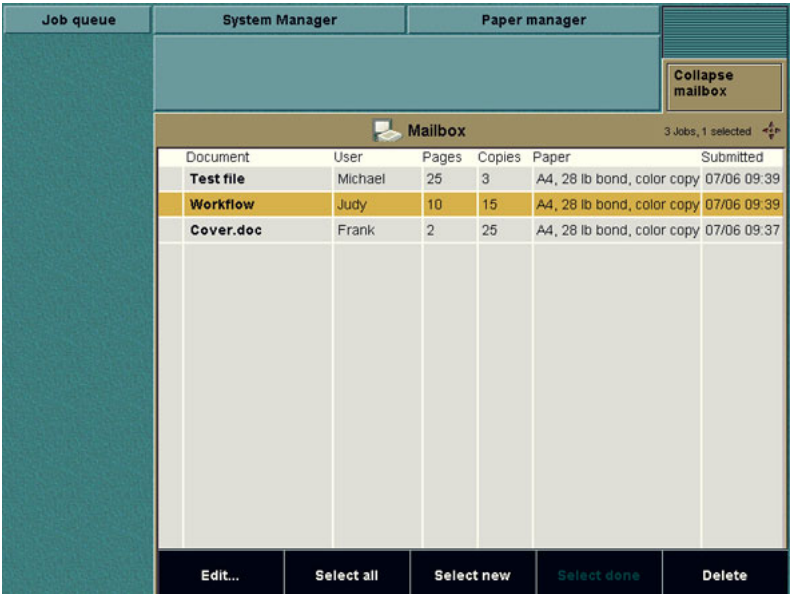 Job queue System Manager Paper manager
Collapse
mailbox
Mailbox 3 Jobs, 1 selected
Document User Pages Copies Paper Submitted
Test file Michael 25 3 A4, 28 lb bond, color copy 07/06 09:39
Workflow Judy 10 15 A4, 28 lb bond, color copy 07/06 09:39
Cover.doc Frank 2 25 A4, 28 lb bond, color copy 07/06 09:37
Edit... Select all Select new Select done Delete